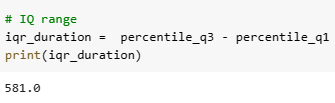 # IQ range
iqr_duration =  percentile_q3 - percentile_q1
print(iqr_duration)
581.0